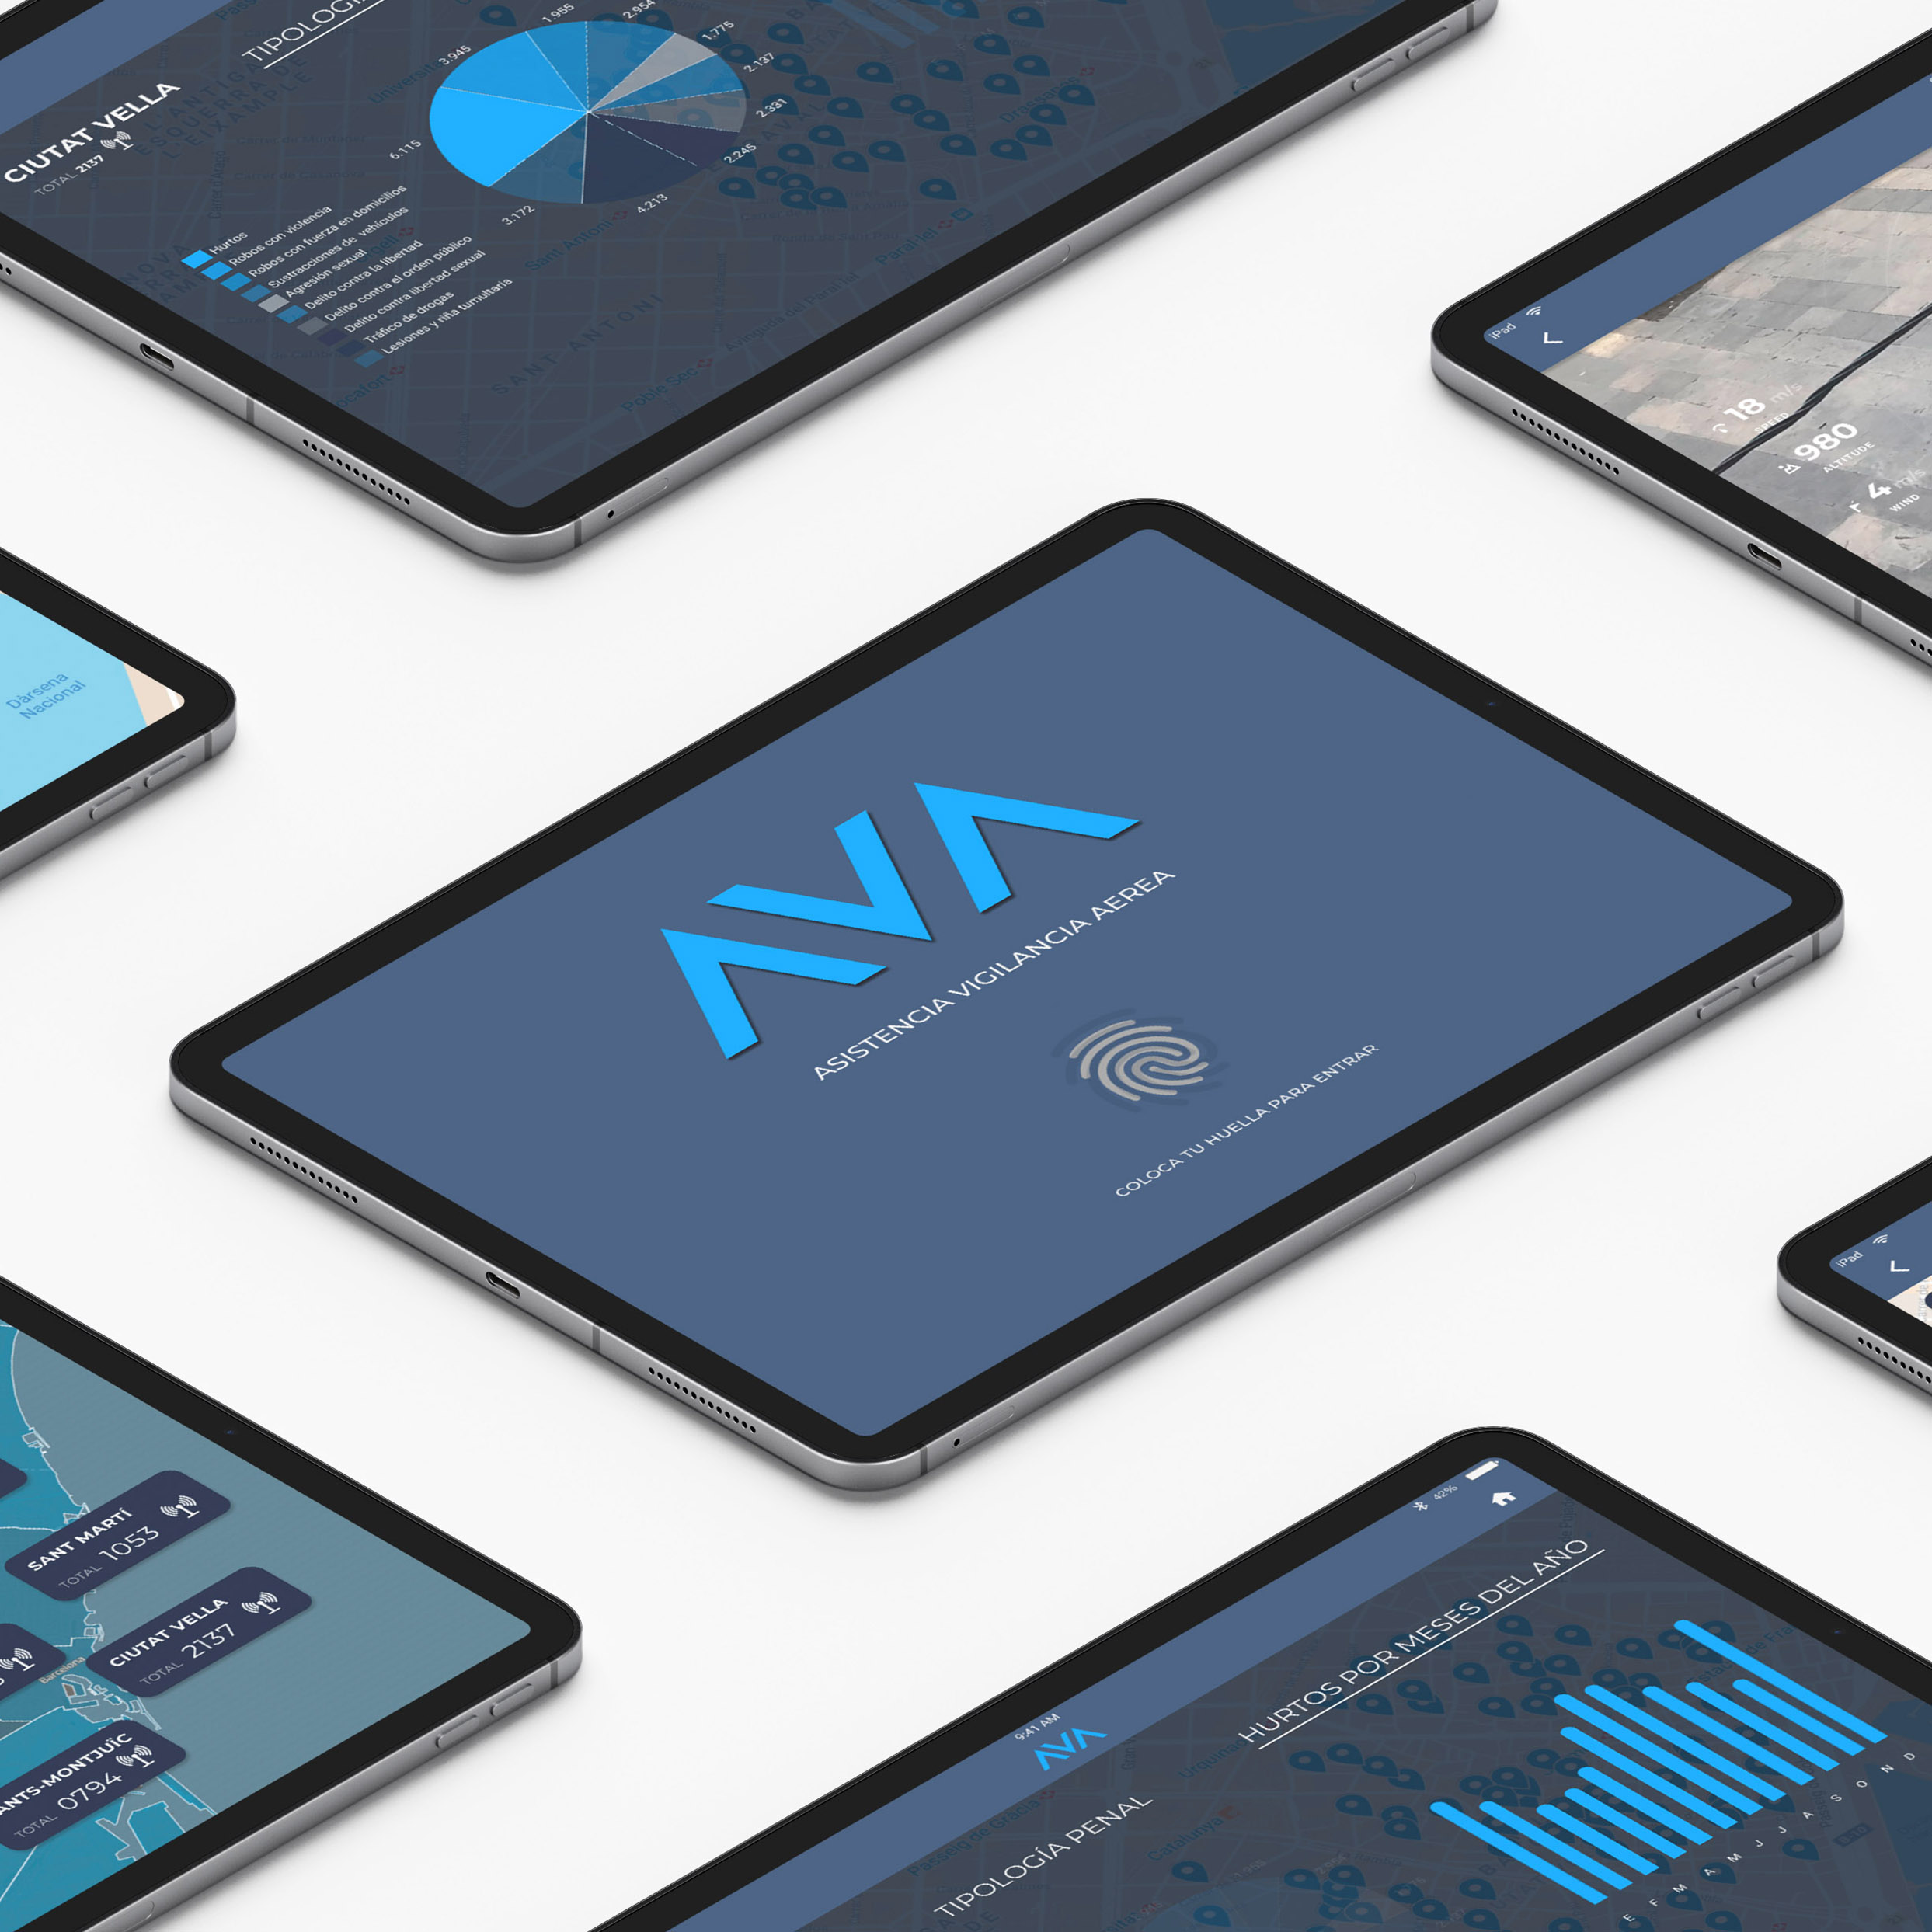 TIPOLOGÍ
CIUTAT VELLA
TOTAL 2137
1.955
2.954
1.775
2.137
2.331
2.245
4.213
3.172
6.115
3.945
Hurtos
Robos con violencia
Robos con fuerza en domicilios
Sustracciones de vehículos
Agresión sexual
Delito contra la libertad
Delito contra el orden público
Delito contra libertad sexual
Tráfico de drogas
Lesiones y riña tumultaria
L'ANTIGA
ESQUERRA DE
L'EIXAMPLE
Universit
RAVAL
Drassanes
Sant Antoni
Paral·lel
SANT ANTONI
Poble Sec
Avinguda del Paral·lel
Rocafort
iPad
18 m/s
SPEED
980
ALTITUDE
4 m/s
WIND
Dàrsena
Nacional
AVA
ASISTENCIA VIGILANCIA AEREA
COLOCA TU HUELLA PARA ENTRAR
iPad
SANT MARTÍ
TOTAL 1053
CIUTAT VELLA
TOTAL 2137
Barcelona
ANTS-MONTJUÏC
TOTAL 0794
42%
9:41 AM
AVA
HURTOS POR MESES DEL AÑO
TIPOLOGÍA PENAL
E F M A M J J A S O N D
Urquinaona
Passeig de Gràcia
Catalunya